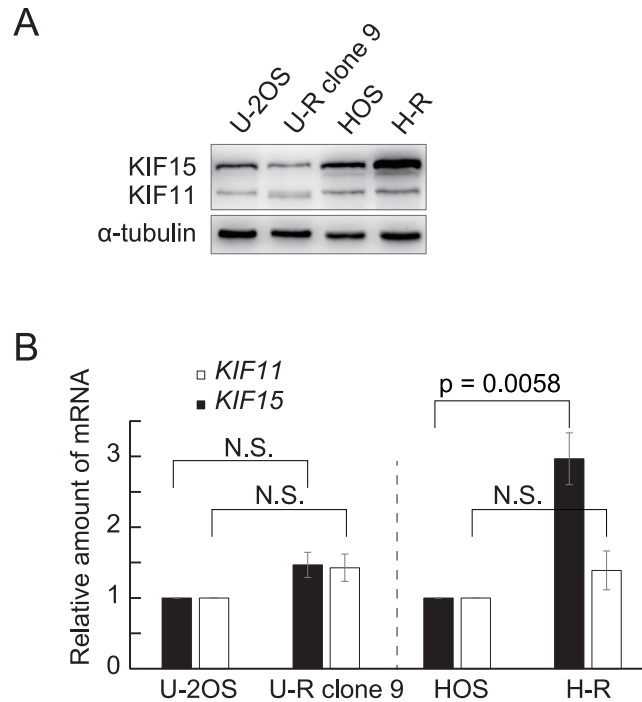 A
U-2OS
U-R clone 9
HOS
H-R
KIF15
KIF11
α-tubulin
B
KIF11
KIF15
p = 0.0058
N.S.
N.S.
N.S.
Relative amount of mRNA
3
2
1
0
U-2OS
U-R clone 9
HOS
H-R